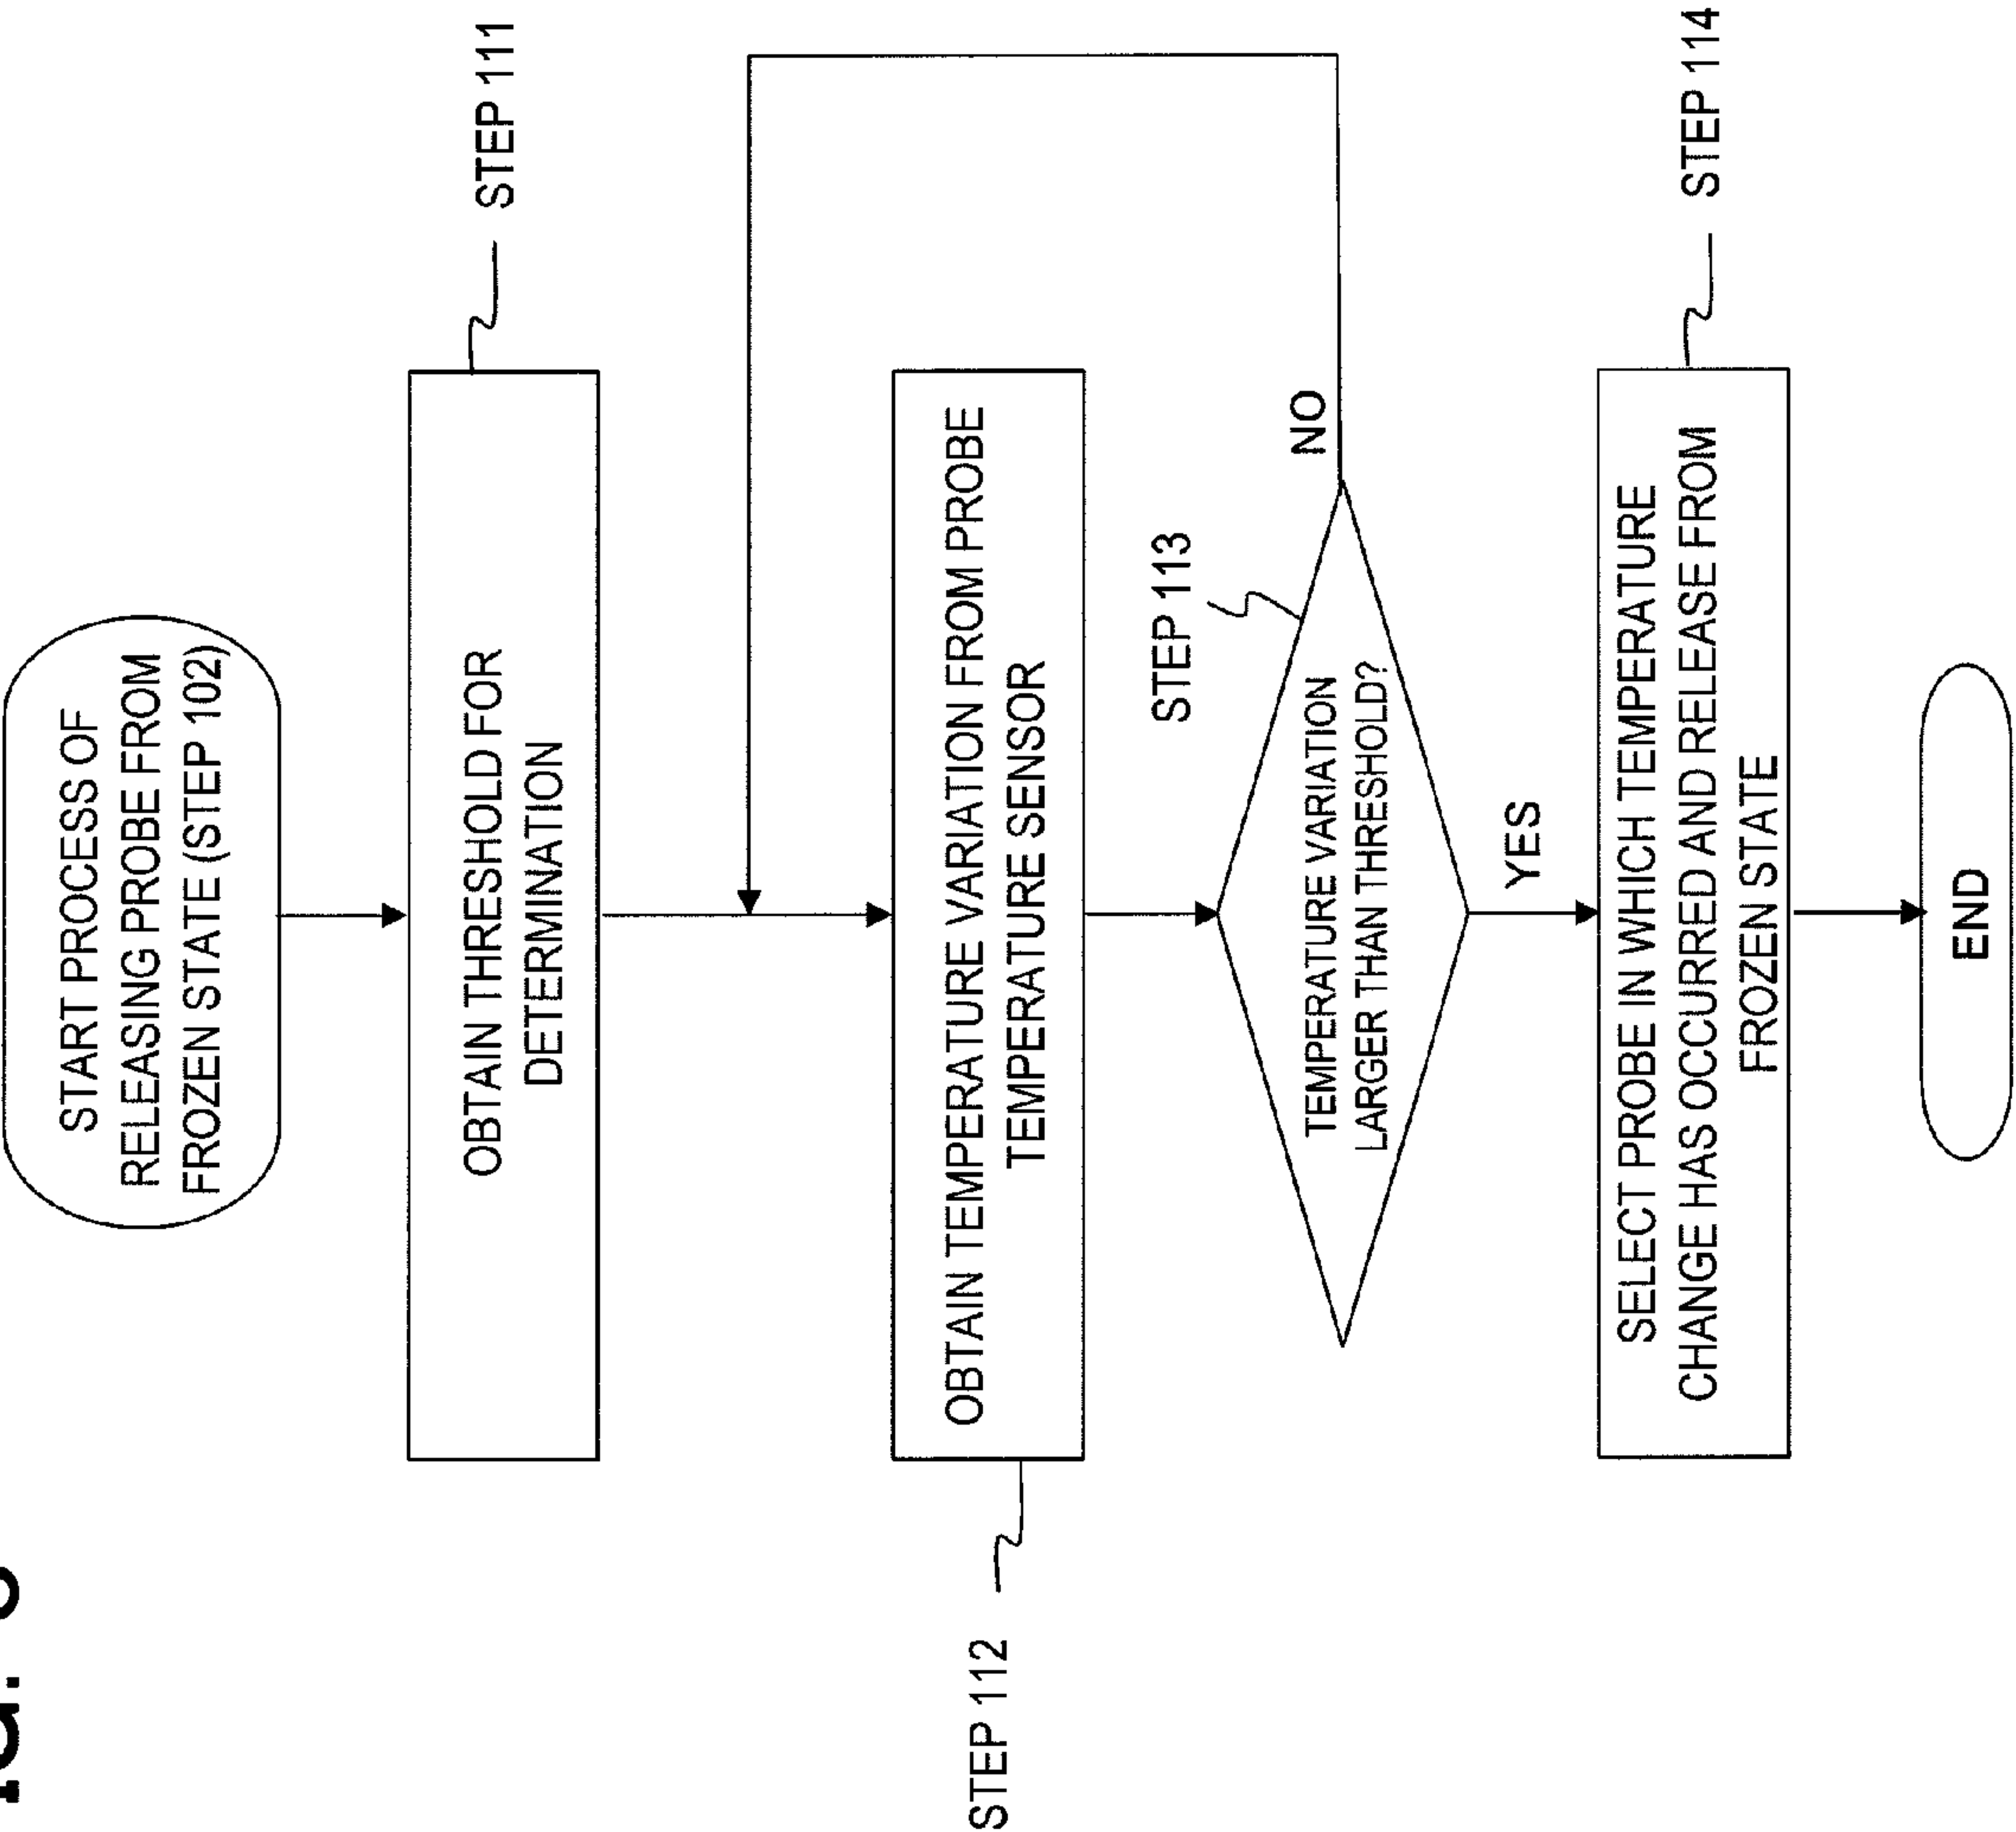 START PROCESS OF
RELEASING PROBE FROM
FROZEN STATE (STEP 102)
OBTAIN THRESHOLD FOR
DETERMINATION
STEP 111
OBTAIN TEMPERATURE VARIATION FROM PROBE
TEMPERATURE SENSOR
STEP 112
STEP 113
TEMPERATURE VARIATION
LARGER THAN THRESHOLD?
NO
YES
SELECT PROBE IN WHICH TEMPERATURE
CHANGE HAS OCCURRED AND RELEASE FROM
FROZEN STATE
STEP 114
END